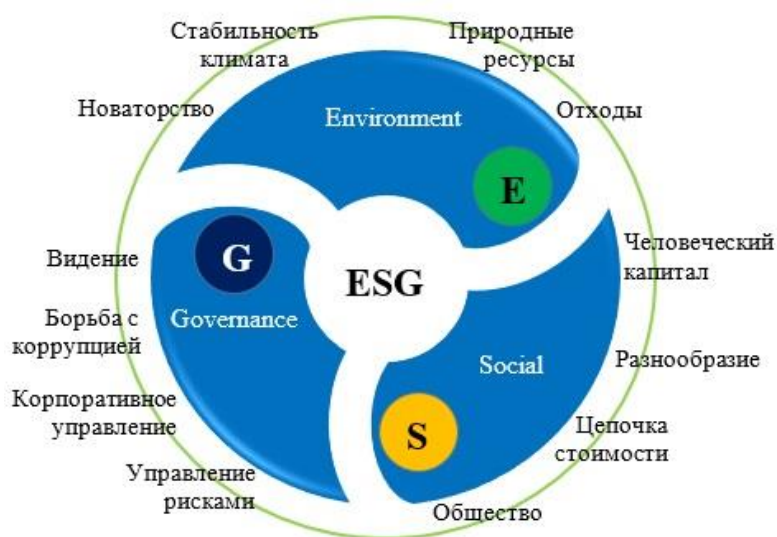 Стабильность
климата
Природные
ресурсы
Новаторство
Environment
Отходы
E
Человеческий
капитал
G
Видение
ESG
Governance
Борьба с
коррупцией
Social
Разнообразие
Корпоративное
управление
S
Цепочка
стоимости
Управление
рисками
Общество